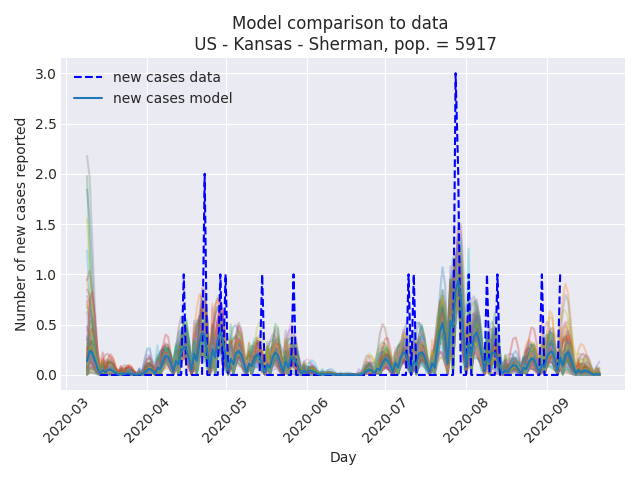 Model comparison to data
US - Kansas - Sherman, pop. = 5917
new cases data
new cases model
Number of new cases reported
3.0
2.5
2.0
1.5
1.0
0.5
0.0
2020-03
2020-04
2020-05
2020-06
2020-07
2020-08
2020-09
Day